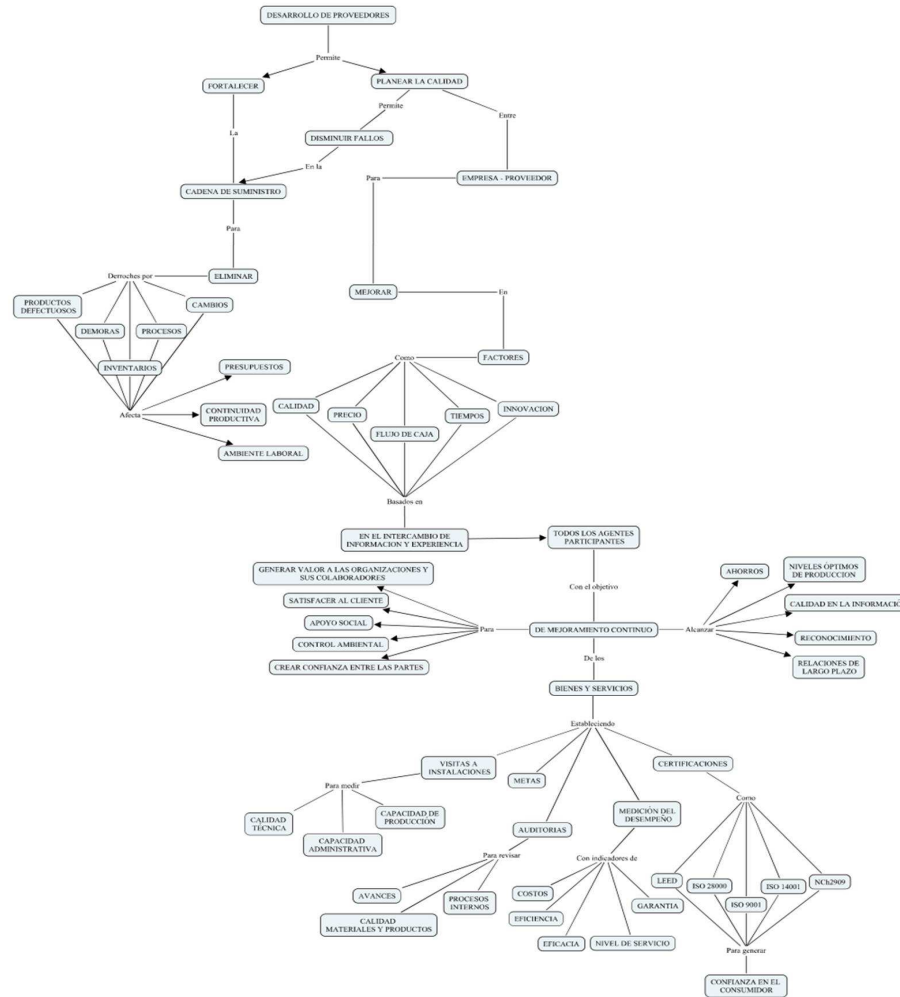 DESARROLLO DE PROVEEDORES
Permite
FORTALECER
PLANEAR LA CALIDAD
Permite
Entre
La
DISMINUIR FALLOS
En la
CADENA DE SUMINISTRO
Para
EMPRESA - PROVEEDOR
Para
Derroches por
ELIMINAR
MEJORAR
En
PRODUCTOS
DEFECTUOSOS
CAMBIOS
DEMORAS
PROCESOS
INVENTARIOS
Afecta
PRESUPUESTOS
CONTINUIDAD
PRODUCTIVA
AMBIENTE LABORAL
Como
FACTORES
CALIDAD
PRECIO
FLUJO DE CAJA
TIEMPOS
INNOVACION
Basados en
EN EL INTERCAMBIO DE
INFORMACION Y EXPERIENCIA
TODOS LOS AGENTES
PARTICIPANTES
Con el objetivo
GENERAR VALOR A LAS ORGANIZACIONES Y
SUS COLABORADORES
SATISFACER AL CLIENTE
APOYO SOCIAL
CONTROL AMBIENTAL
CREAR CONFIANZA ENTRE LAS PARTES
Para
DE MEJORAMIENTO CONTINUO
Alcanzar
AHORROS
NIVELES ÓPTIMOS
DE PRODUCCION
CALIDAD EN LA INFORMACIÓ
RECONOCIMIENTO
RELACIONES DE
LARGO PLAZO
De los
BIENES Y SERVICIOS
Estableciendo
VISITAS A
INSTALACIONES
METAS
CERTIFICACIONES
Para medir
CALIDAD
TÉCNICA
CAPACIDAD
ADMINISTRATIVA
CAPACIDAD DE
PRODUCCIÓN
AUDITORIAS
MEDICIÓN DEL
DESEMPEÑO
Como
Para revisar
AVANCES
CALIDAD
MATERIALES Y PRODUCTOS
PROCESOS
INTERNOS
Con indicadores de
COSTOS
EFICIENCIA
EFICACIA
NIVEL DE SERVICIO
GARANTIA
LEED
ISO 28000
ISO 9001
ISO 14001
NCh2909
Para generar
CONFIANZA EN EL
CONSUMIDOR